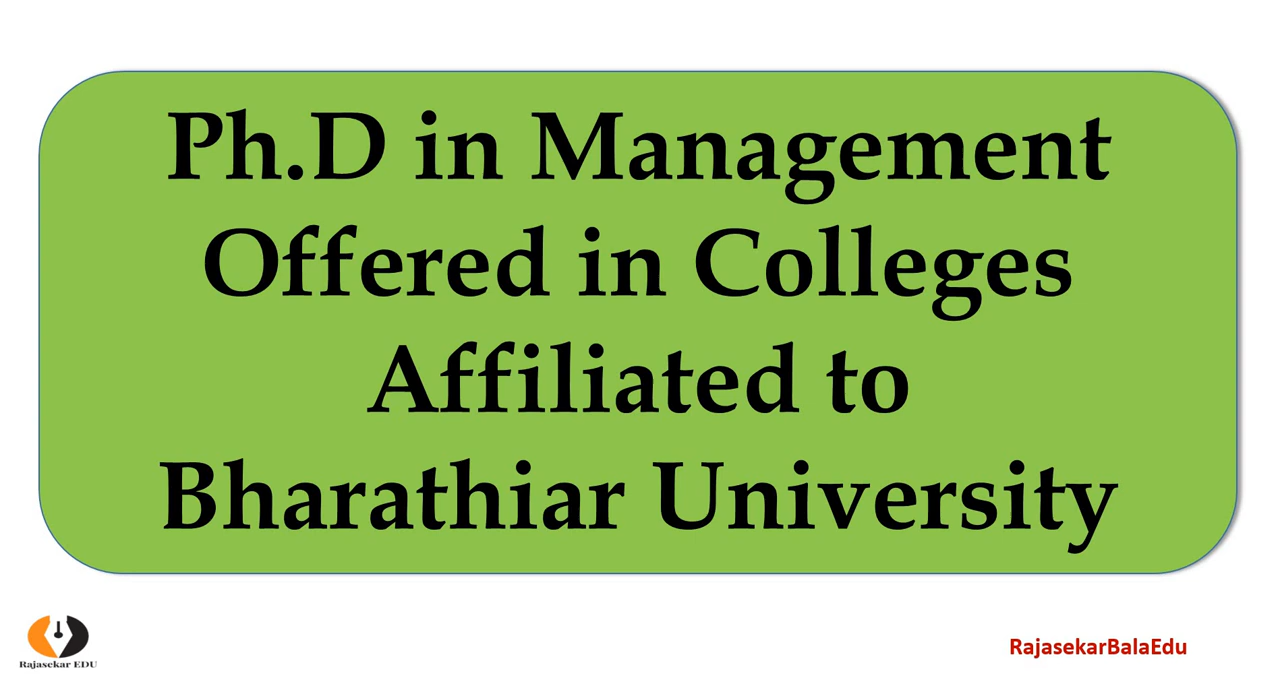 Ph.D in Management
Offered in Colleges
Affiliated to
Bharathiar University
Rajasekar EDU
RajasekarBalaEdu